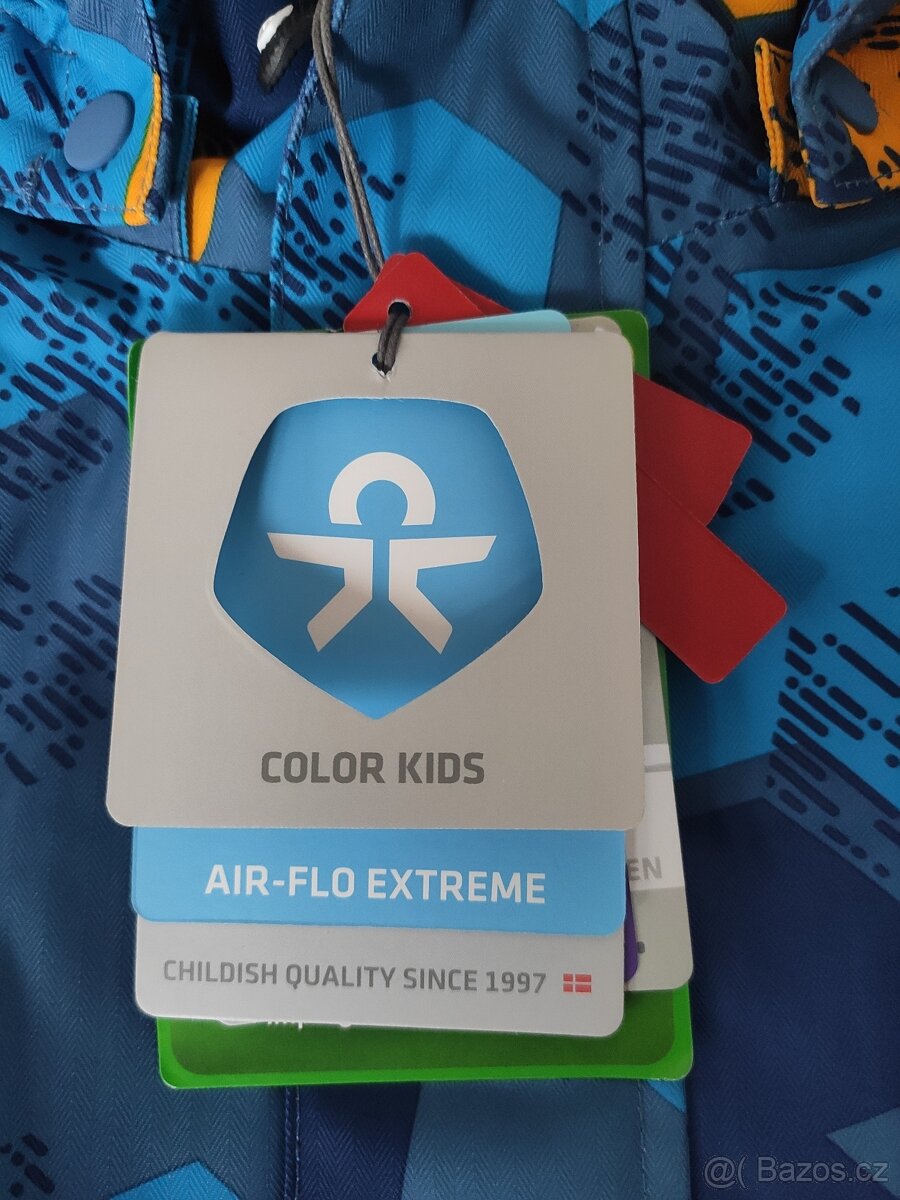 COLOR KIDS
AIR-FLO EXTREME
EN
CHILDISH QUALITY SINCE 1997
@( Bazos.cz